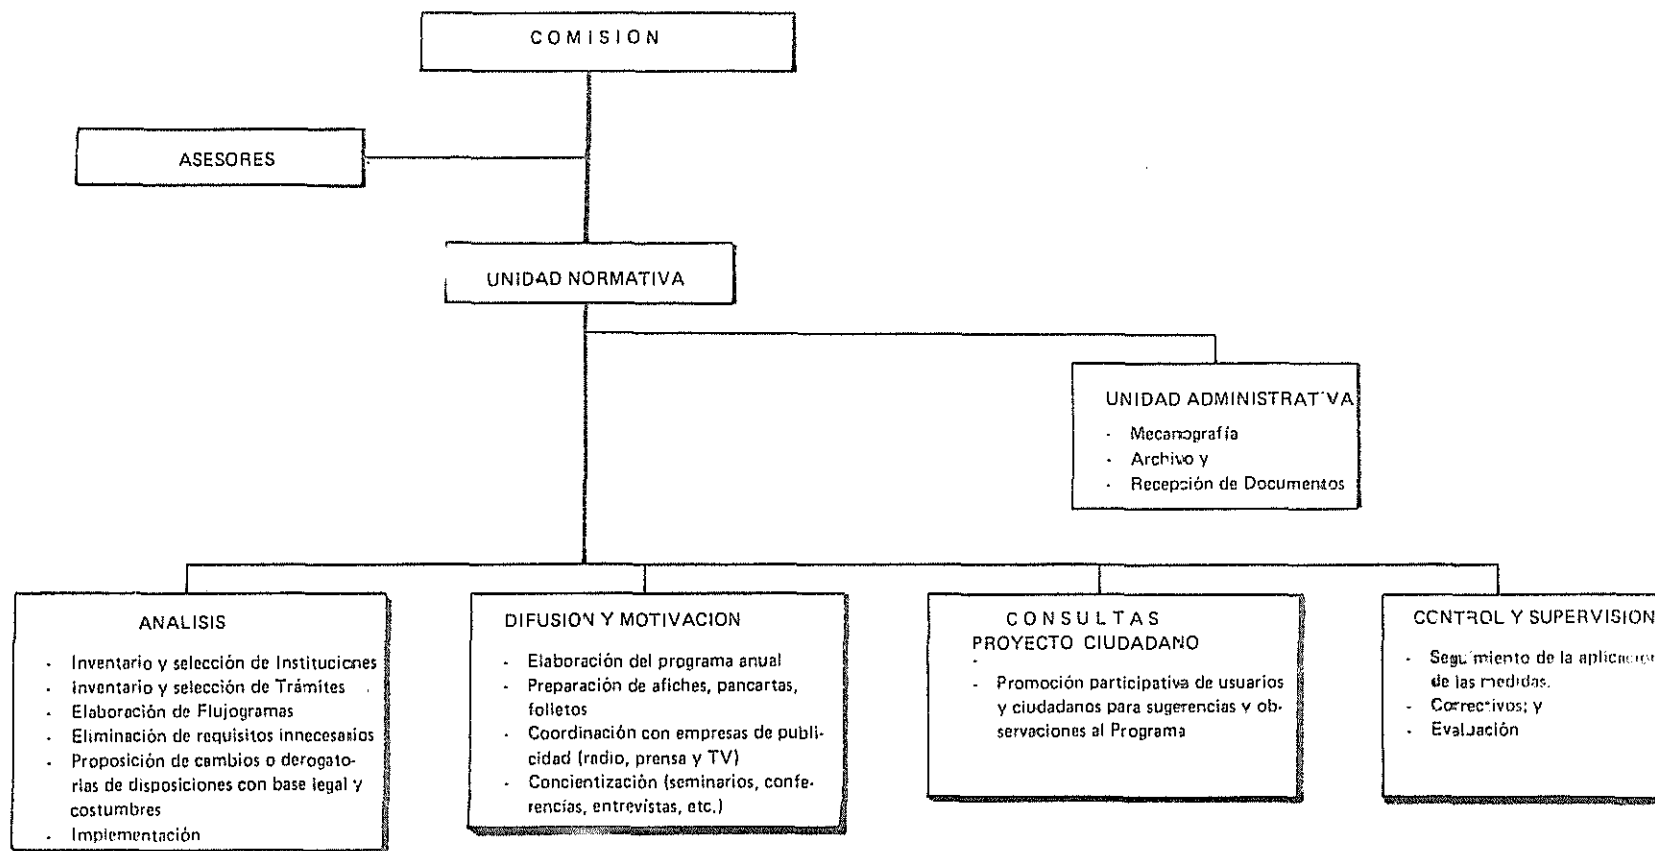 COMISION
ASESORES
UNIDAD NORMATIVA
UNIDAD ADMINISTRATIVA
- Mecanografía
- Archivo y
- Recepción de Documentos
ANALISIS
- Inventario y selección de Instituciones
- Inventario y selección de Trámites
- Elaboración de Flujogramas
- Eliminación de requisitos innecesarios
- Proposición de cambios o derogato-
rias de disposiciones con base legal y
costumbres
- Implementación
DIFUSION Y MOTIVACION
- Elaboración del programa anual
- Preparación de afiches, pancartas,
folletos
- Coordinación con empresas de publi-
cidad (radio, prensa y TV)
- Concientización (seminarios, confe-
rencias, entrevistas, etc.)
CONSULTAS
PROYECTO CIUDADANO
-
- Promoción participativa de usuarios
y ciudadanos para sugerencias y ob-
servaciones al Programa
CONTROL Y SUPERVISION
- Seguimiento de la aplicacion
de las medidas.
- Correctivos; y
- Evaluación